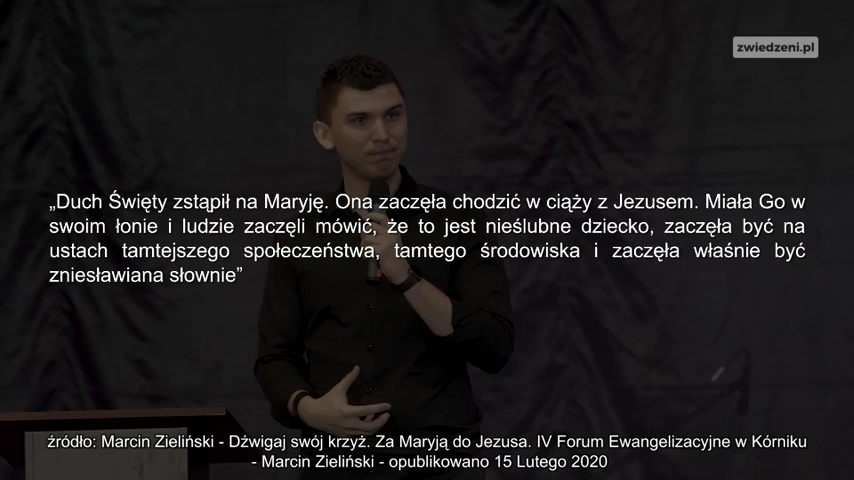 zwiedzeni.pl
„Duch Święty zstąpił na Maryję. Ona zaczęła chodzić w ciąży z Jezusem. Miała Go w
swoim łonie i ludzie zaczęli mówić, że to jest nieślubne dziecko, zaczęła być na
ustach tamtejszego społeczeństwa, tamtego środowiska i zaczęła właśnie być
zniesławiana słownie”
źródło: Marcin Zieliński - Dźwigaj swój krzyż. Za Maryją do Jezusa. IV Forum Ewangelizacyjne w Kórniku
- Marcin Zieliński - opublikowano 15 Lutego 2020